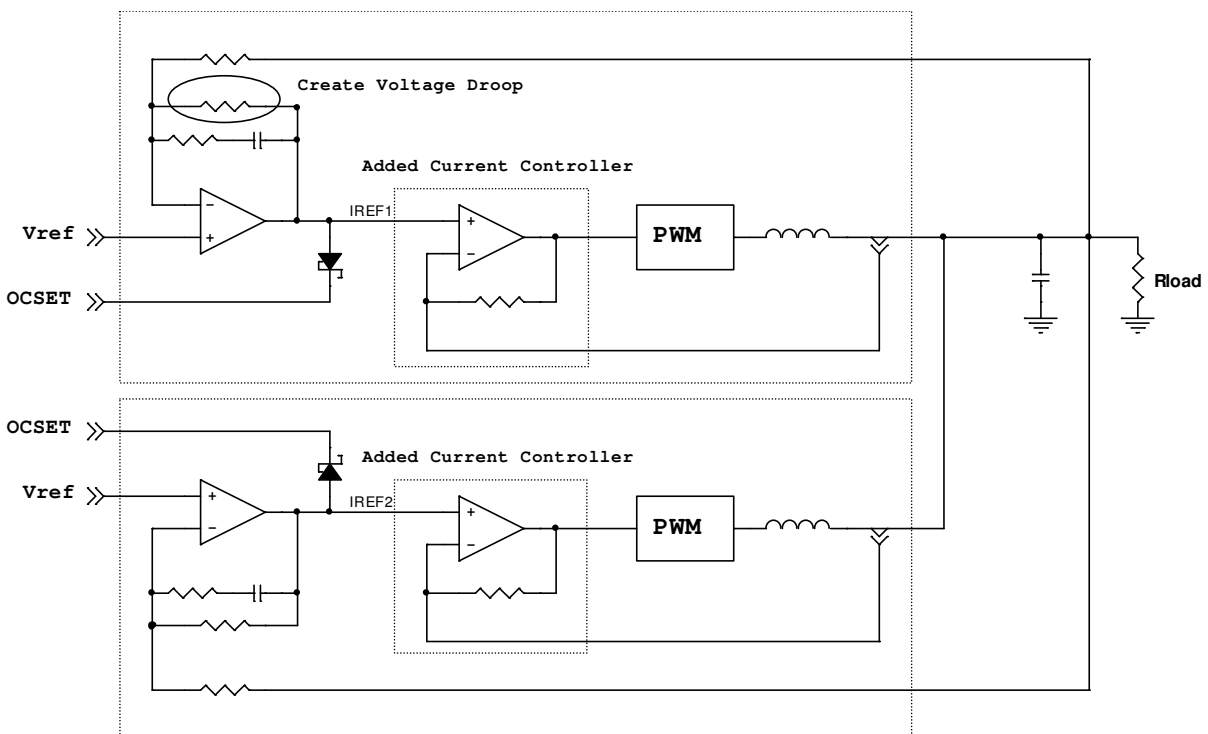 Create Voltage Droop
Added Current Controller
IREF1
Vref
PWM
OCSET
Rload
OCSET
Added Current Controller
Vref
IREF2
PWM